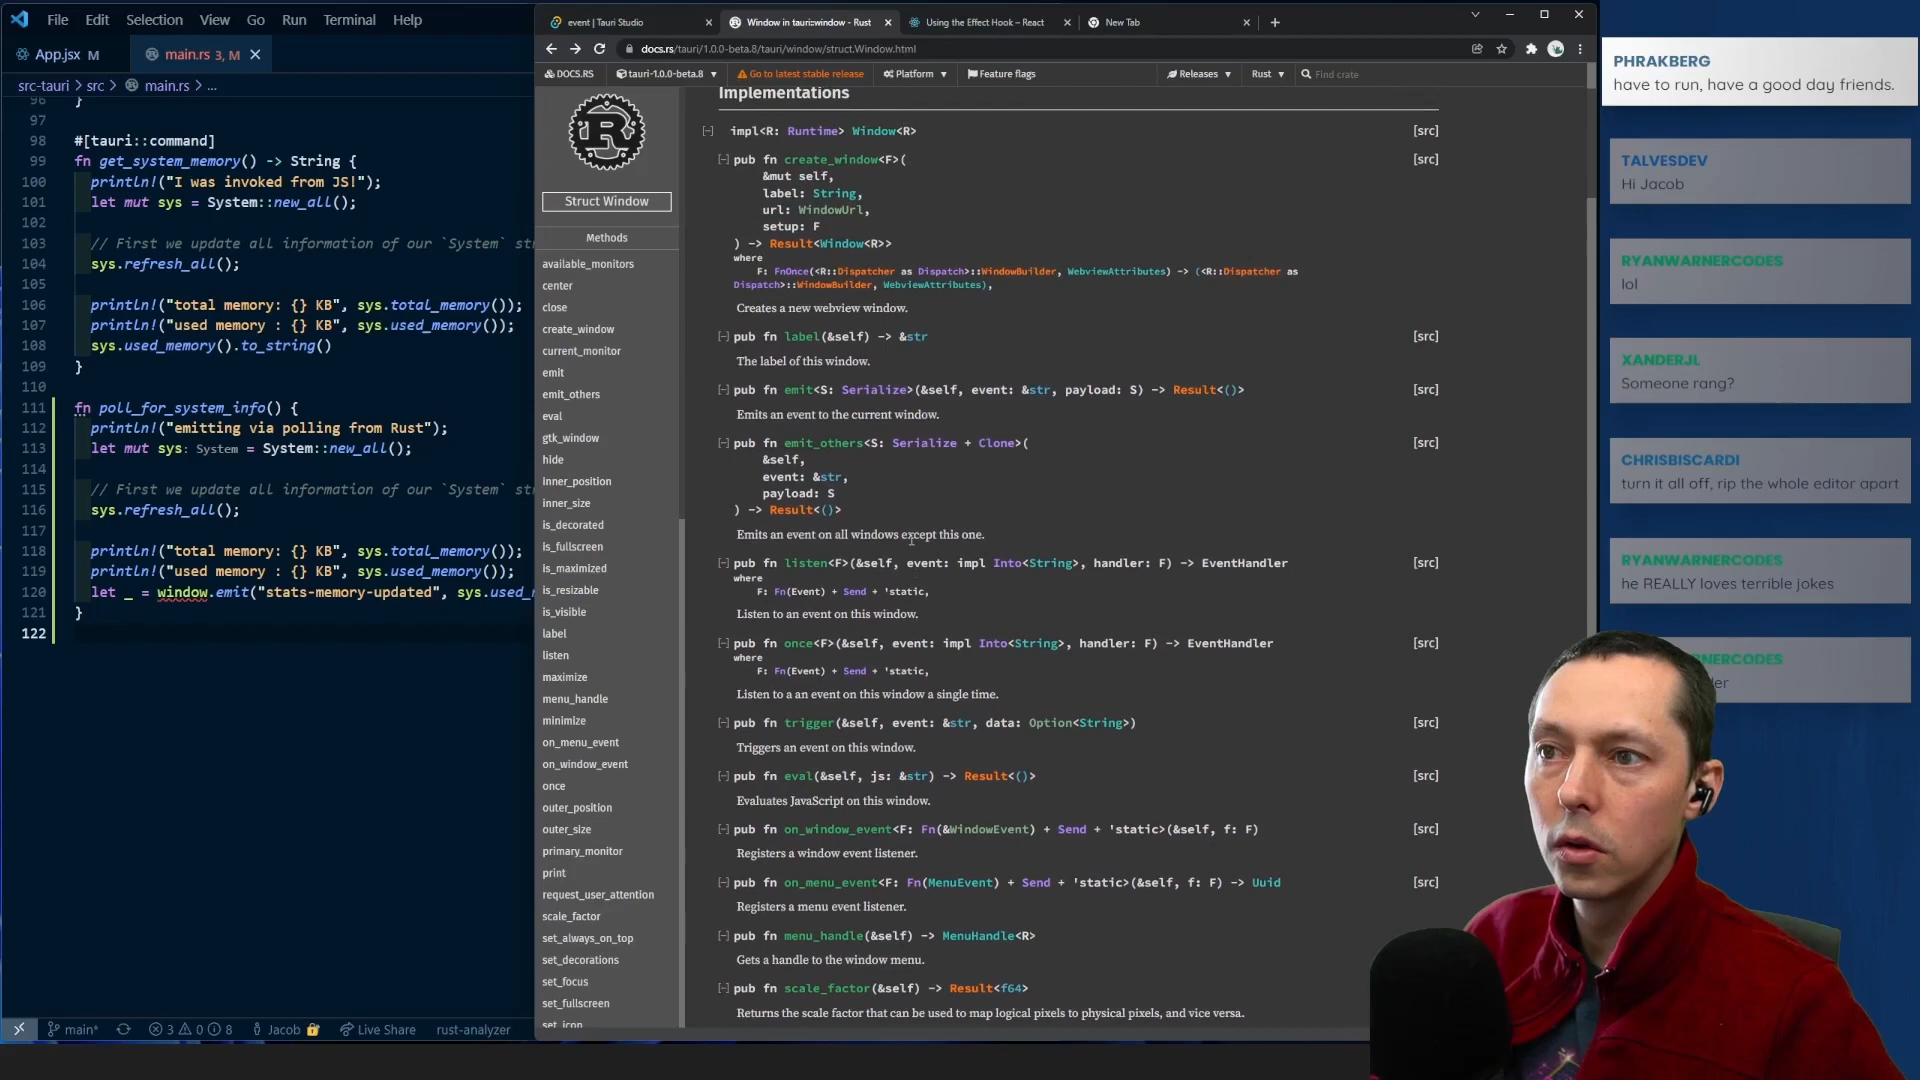 File Edit Selection View Go Run Terminal Help
App.jsx M
main.rs 3, M
src-tauri > src > main.rs > ...
96 }
97
98 #[tauri::command]
99 fn get_system_memory() -> String {
100 println!("I was invoked from JS!");
101 let mut sys = System::new_all();
102
103 // First we update all information of our `System` st
104 sys.refresh_all();
105
106 println!("total memory: {} KB", sys.total_memory());
107 println!("used memory : {} KB", sys.used_memory());
108 sys.used_memory().to_string()
109 }
110
111 fn poll_for_system_info() {
112 println!("emitting via polling from Rust");
113 let mut sys: System = System::new_all();
114
115 // First we update all information of our `System` st
116 sys.refresh_all();
117
118 println!("total memory: {} KB", sys.total_memory());
119 println!("used memory : {} KB", sys.used_memory());
120 let _ = window.emit("stats-memory-updated", sys.used_
121 }
122
main* 3 0 8 Jacob Live Share rust-analyzer
event | Tauri Studio
Window in tauri::window - Rust
Using the Effect Hook – React
New Tab
docs.rs/tauri/1.0.0-beta.8/tauri/window/struct.Window.html
DOCS.RS tauri-1.0.0-beta.8 Go to latest stable release Platform Feature flags Releases Rust Find crate
Struct Window
Methods
available_monitors
center
close
create_window
current_monitor
emit
emit_others
eval
gtk_window
hide
inner_position
inner_size
is_decorated
is_fullscreen
is_maximized
is_resizable
is_visible
label
listen
maximize
menu_handle
minimize
on_menu_event
on_window_event
once
outer_position
outer_size
primary_monitor
print
request_user_attention
scale_factor
set_always_on_top
set_decorations
set_focus
set_fullscreen
set_icon
Implementations
[-] impl<R: Runtime> Window<R> [src]
[-] pub fn create_window<F>( [src]
&mut self,
label: String,
url: WindowUrl,
setup: F
) -> Result<Window<R>>
where
F: FnOnce(<R::Dispatcher as Dispatch>::WindowBuilder, WebviewAttributes) -> (<R::Dispatcher as
Dispatch>::WindowBuilder, WebviewAttributes),
Creates a new webview window.
[-] pub fn label(&self) -> &str [src]
The label of this window.
[-] pub fn emit<S: Serialize>(&self, event: &str, payload: S) -> Result<()> [src]
Emits an event to the current window.
[-] pub fn emit_others<S: Serialize + Clone>( [src]
&self,
event: &str,
payload: S
) -> Result<()>
Emits an event on all windows except this one.
[-] pub fn listen<F>(&self, event: impl Into<String>, handler: F) -> EventHandler [src]
where
F: Fn(Event) + Send + 'static,
Listen to an event on this window.
[-] pub fn once<F>(&self, event: impl Into<String>, handler: F) -> EventHandler [src]
where
F: Fn(Event) + Send + 'static,
Listen to a an event on this window a single time.
[-] pub fn trigger(&self, event: &str, data: Option<String>) [src]
Triggers an event on this window.
[-] pub fn eval(&self, js: &str) -> Result<()> [src]
Evaluates JavaScript on this window.
[-] pub fn on_window_event<F: Fn(&WindowEvent) + Send + 'static>(&self, f: F) [src]
Registers a window event listener.
[-] pub fn on_menu_event<F: Fn(MenuEvent) + Send + 'static>(&self, f: F) -> Uuid [src]
Registers a menu event listener.
[-] pub fn menu_handle(&self) -> MenuHandle<R> [src]
Gets a handle to the window menu.
[-] pub fn scale_factor(&self) -> Result<f64>
Returns the scale factor that can be used to map logical pixels to physical pixels, and vice versa.
PHRAKBERG
have to run, have a good day friends.
TALVESDEV
Hi Jacob
RYANWARNERCODES
lol
XANDERJL
Someone rang?
CHRISBISCARDI
turn it all off, rip the whole editor apart
RYANWARNERCODES
he REALLY loves terrible jokes